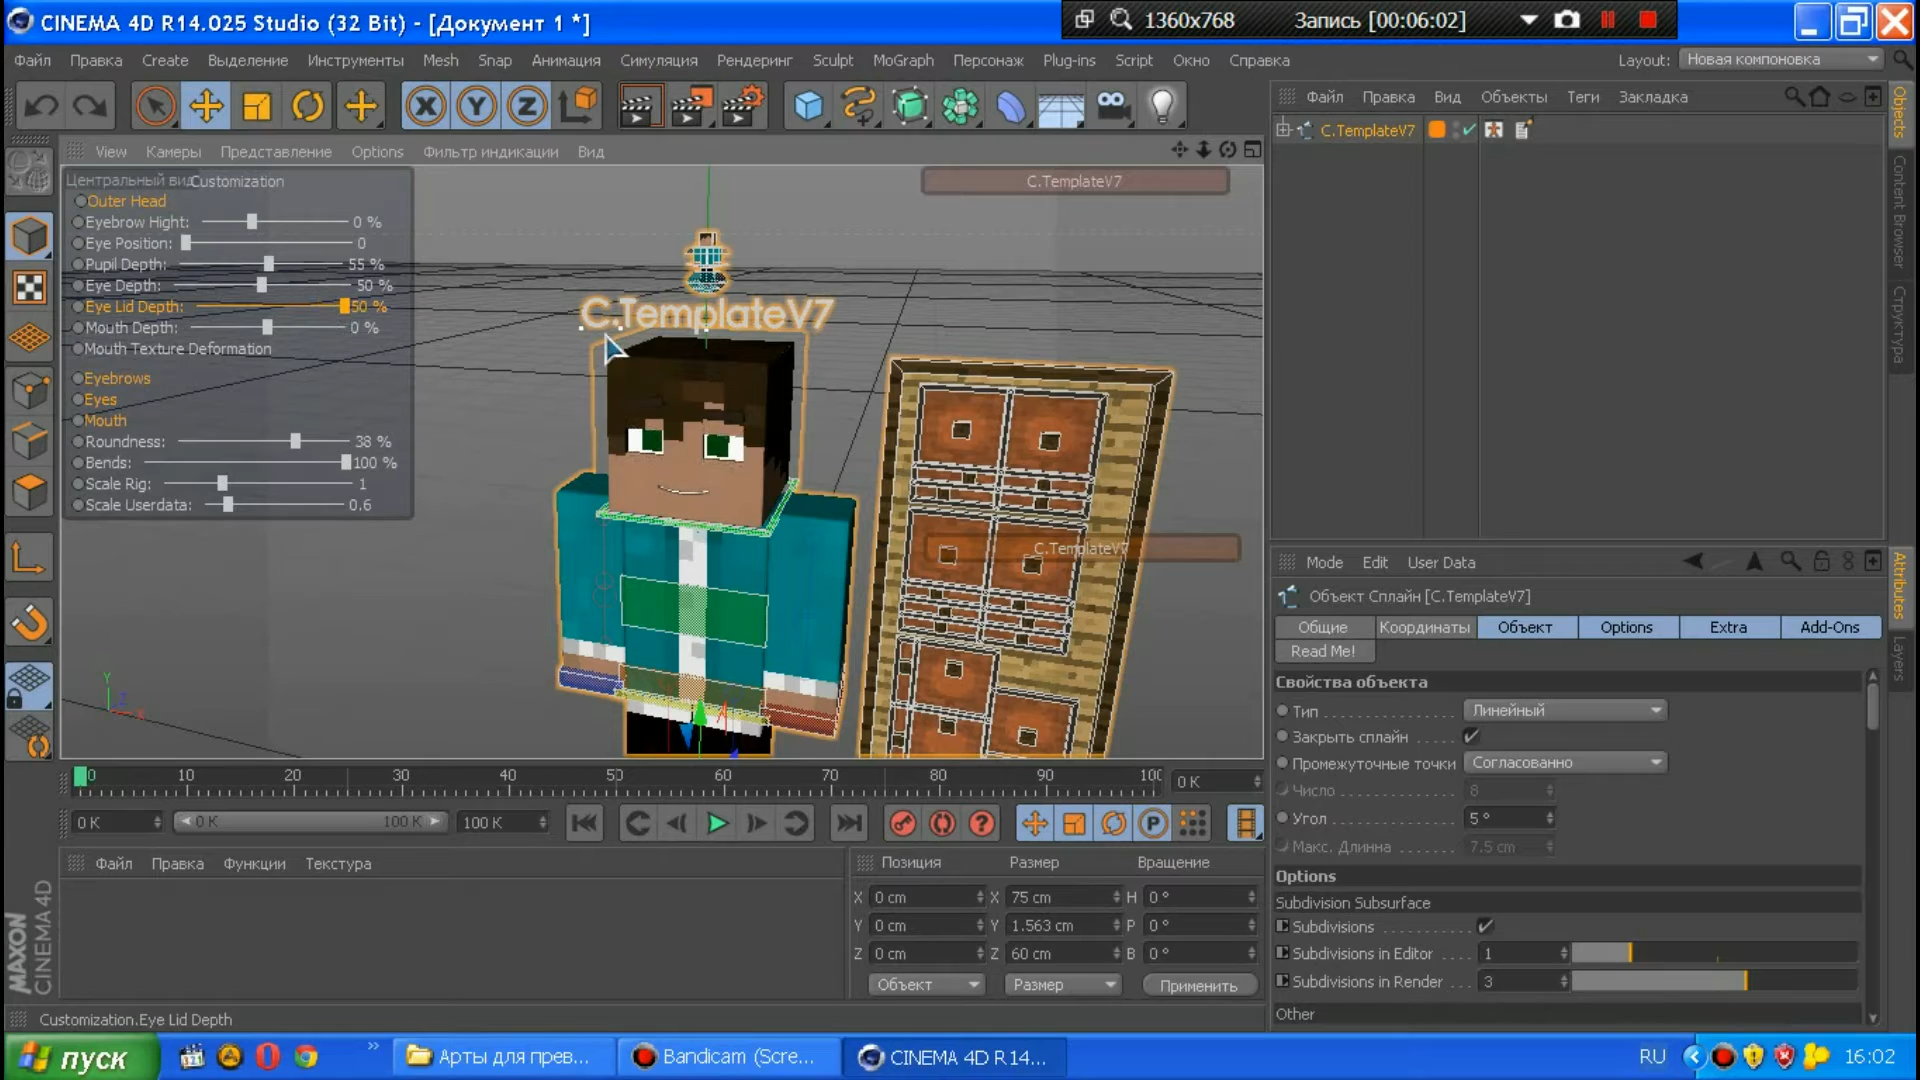 CINEMA 4D R14.025 Studio (32 Bit) - [Документ 1 *]
1360x768
Запись [00:06:02]
Файл Правка Create Выделение Инструменты Mesh Snap Анимация Симуляция Рендеринг Sculpt MoGraph Персонаж Plug-ins Script Окно Справка
Layout: Новая компоновка
X Y Z
View Камеры Представление Options Фильтр индикации Вид
Файл Правка Вид Объекты Теги Закладка
C.TemplateV7
Objects
Content Browser
Структура
Центральный вид
Customization
Outer Head
Eyebrow Hight: 0 %
Eye Position: 0
Pupil Depth: 55 %
Eye Depth: 50 %
Eye Lid Depth: 50 %
Mouth Depth: 0 %
Mouth Texture Deformation
Eyebrows
Eyes
Mouth
Roundness: 38 %
Bends: 100 %
Scale Rig: 1
Scale Userdata: 0.6
C.TemplateV7
C.TemplateV7
C.TemplateV7
Y Z X
Mode Edit User Data
Объект Сплайн [C.TemplateV7]
Общие Координаты Объект Options Extra Add-Ons
Read Me!
Attributes
Layers
Свойства объекта
Тип Линейный
Закрыть сплайн
Промежуточные точки Согласованно
Число 8
Угол 5 °
Макс. Длинна 7.5 cm
Options
Subdivision Subsurface
Subdivisions
Subdivisions in Editor 1
Subdivisions in Render 3
Other
0 10 20 30 40 50 60 70 80 90 100
0 K
0 K 0 K 100 K 100 K
P
Файл Правка Функции Текстура
Позиция Размер Вращение
X 0 cm X 75 cm H 0 °
Y 0 cm Y 1.563 cm P 0 °
Z 0 cm Z 60 cm B 0 °
Объект Размер Применить
MAXON
CINEMA 4D
Customization.Eye Lid Depth
пуск
Арты для прев...
Bandicam (Scre...
CINEMA 4D R14...
RU
16:02